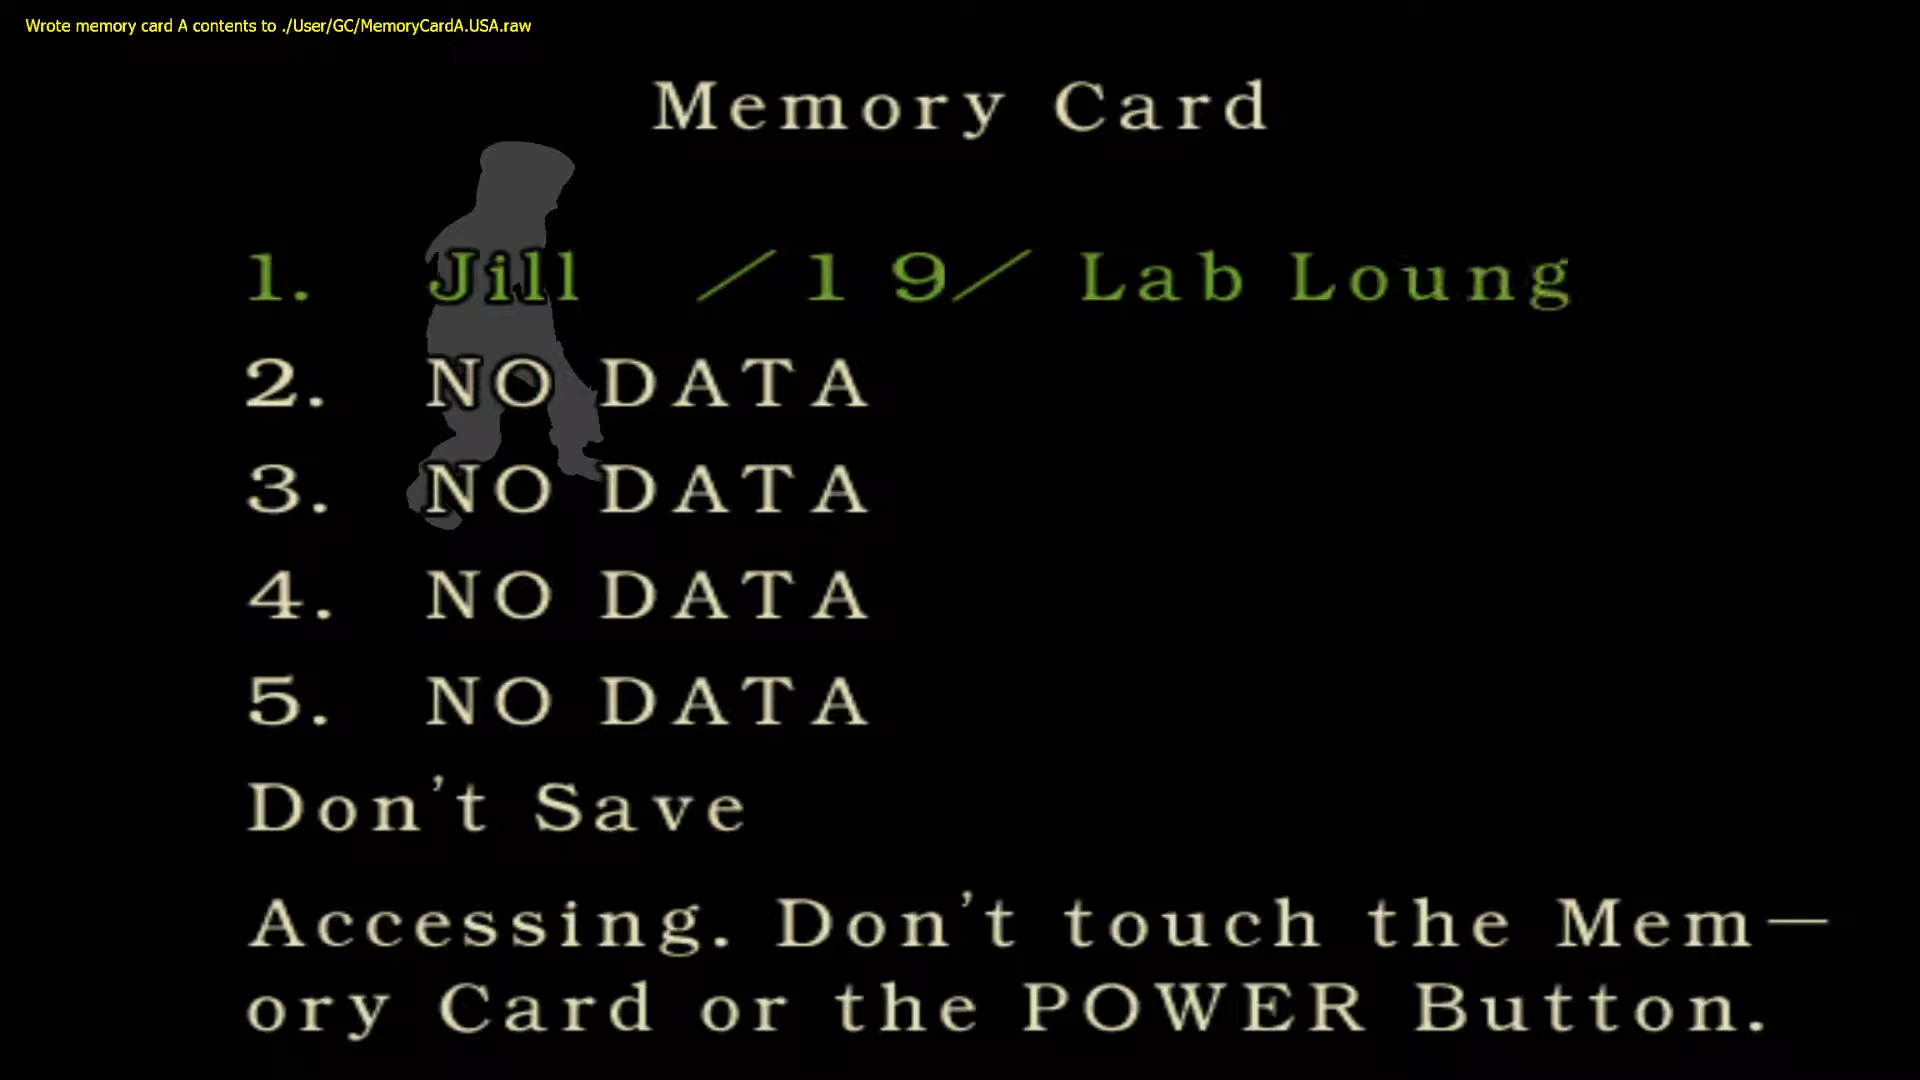 Wrote memory card A contents to ./User/GC/MemoryCardA.USA.raw
Memory Card
1. Jill /19/ Lab Loung
2. NO DATA
3. NO DATA
4. NO DATA
5. NO DATA
Don't Save
Accessing. Don't touch the Mem—
ory Card or the POWER Button.